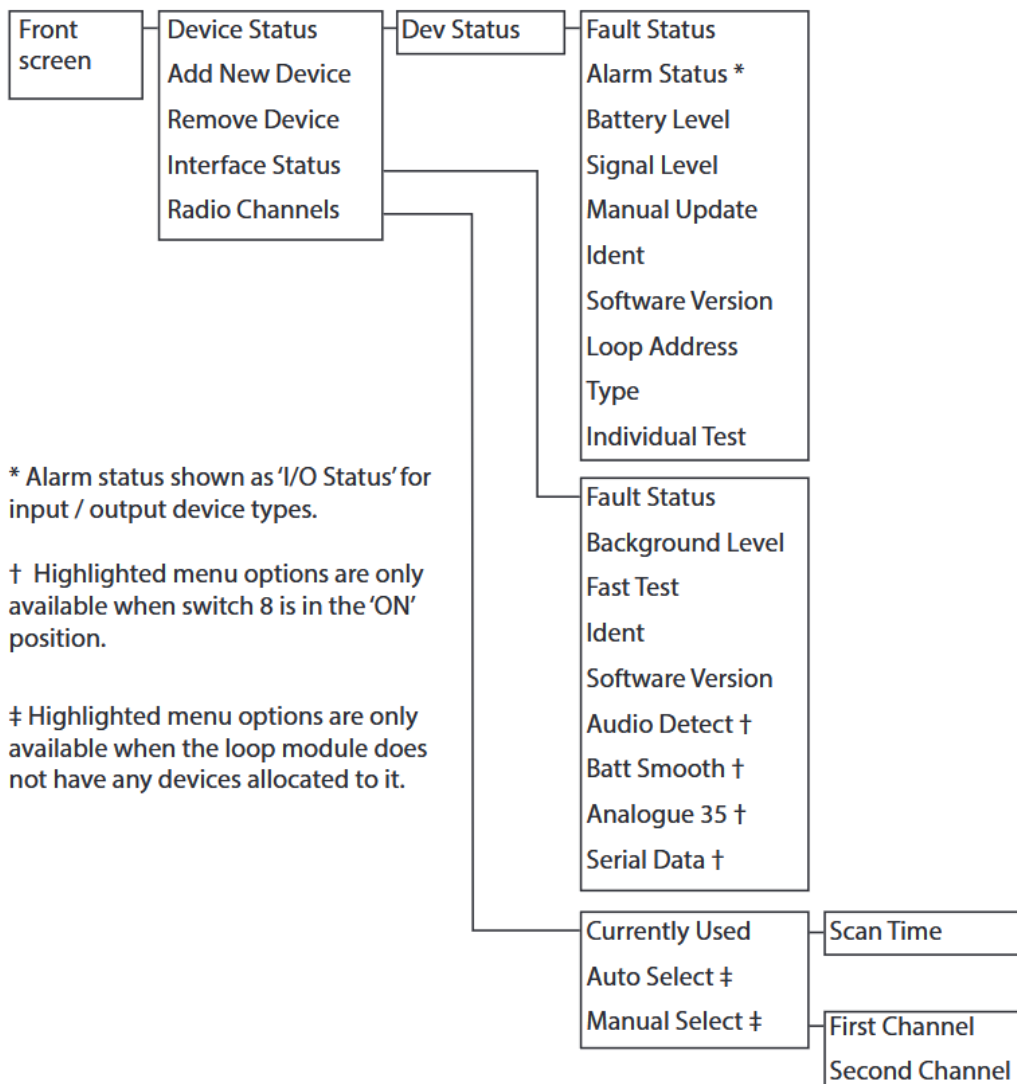 Front
screen
Device Status
Add New Device
Remove Device
Interface Status
Radio Channels
Dev Status
Fault Status
Alarm Status *
Battery Level
Signal Level
Manual Update
Ident
Software Version
Loop Address
Type
Individual Test
* Alarm status shown as ‘I/O Status’ for
input / output device types.
† Highlighted menu options are only
available when switch 8 is in the ‘ON’
position.
‡ Highlighted menu options are only
available when the loop module does
not have any devices allocated to it.
Fault Status
Background Level
Fast Test
Ident
Software Version
Audio Detect †
Batt Smooth †
Analogue 35 †
Serial Data †
Currently Used
Auto Select ‡
Manual Select ‡
Scan Time
First Channel
Second Channel